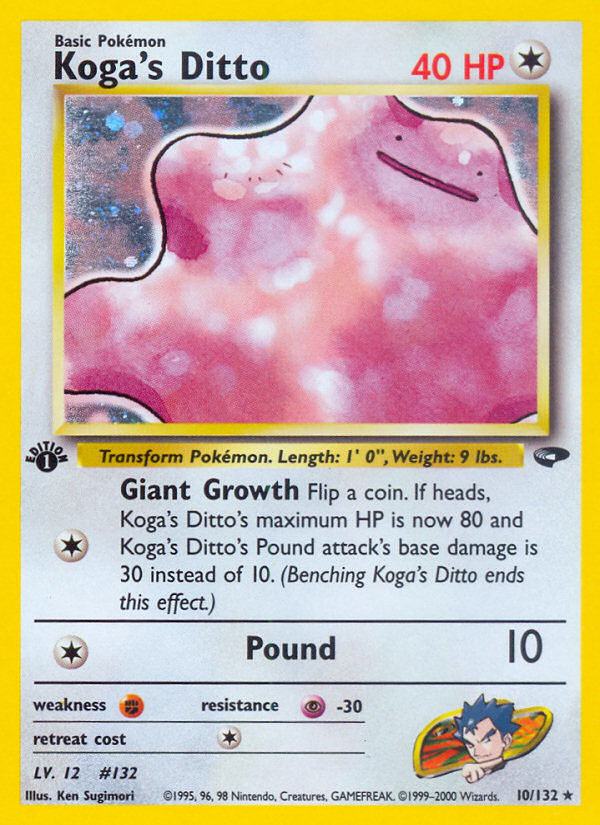 Basic Pokémon
Koga's Ditto
40 HP
EDITION
1
Transform Pokémon. Length: 1' 0", Weight: 9 lbs.
Giant Growth Flip a coin. If heads,
Koga's Ditto's maximum HP is now 80 and
Koga's Ditto's Pound attack's base damage is
30 instead of 10. (Benching Koga's Ditto ends
this effect.)
Pound 10
weakness resistance -30
retreat cost
LV. 12 #132
Illus. Ken Sugimori ©1995, 96, 98 Nintendo, Creatures, GAMEFREAK. ©1999-2000 Wizards. 10/132 ★